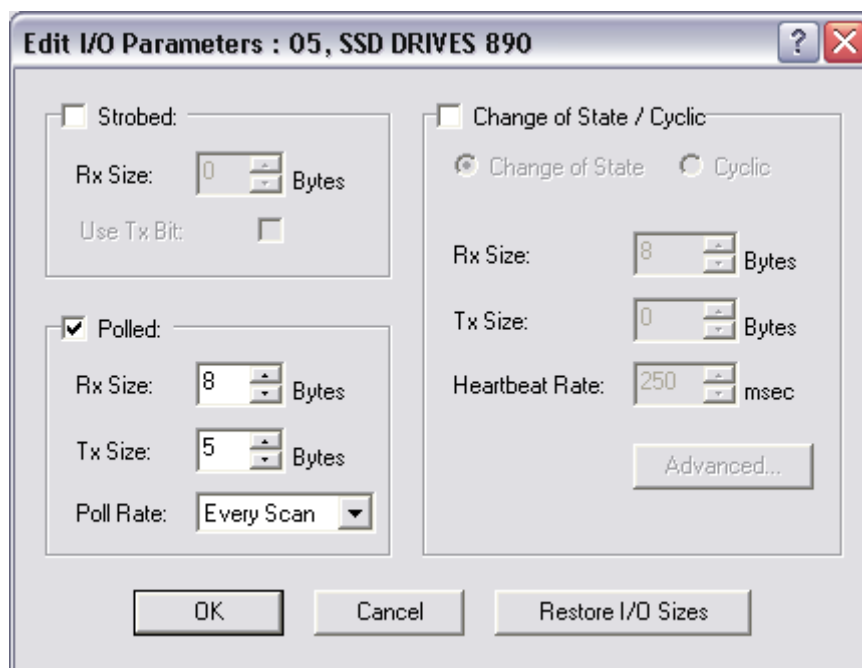 Edit I/O Parameters : 05, SSD DRIVES 890
Strobed:
Rx Size: 0 Bytes
Use Tx Bit:
Polled:
Rx Size: 8 Bytes
Tx Size: 5 Bytes
Poll Rate: Every Scan
Change of State / Cyclic
Change of State Cyclic
Rx Size: 8 Bytes
Tx Size: 0 Bytes
Heartbeat Rate: 250 msec
Advanced...
OK Cancel Restore I/O Sizes